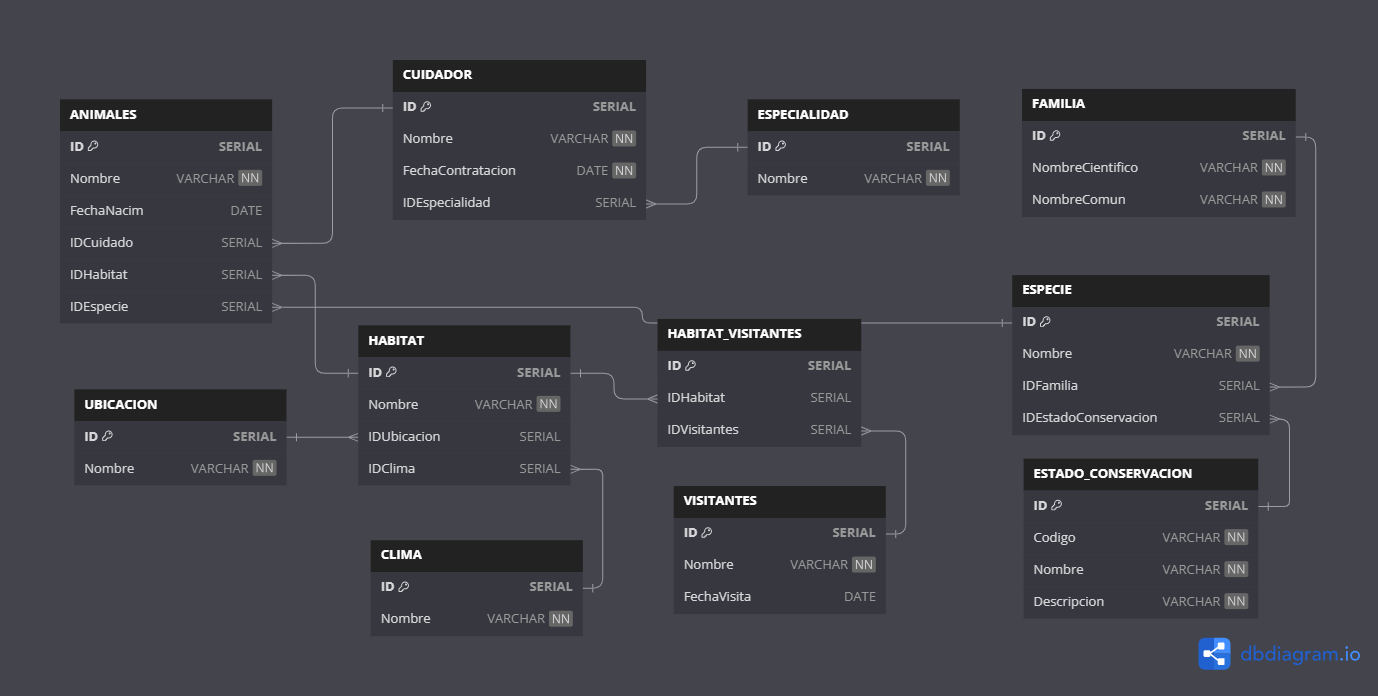 ANIMALES
ID SERIAL
Nombre VARCHAR NN
FechaNacim DATE
IDCuidado SERIAL
IDHabitat SERIAL
IDEspecie SERIAL
CUIDADOR
ID SERIAL
Nombre VARCHAR NN
FechaContratacion DATE NN
IDEspecialidad SERIAL
ESPECIALIDAD
ID SERIAL
Nombre VARCHAR NN
FAMILIA
ID SERIAL
NombreCientifico VARCHAR NN
NombreComun VARCHAR NN
ESPECIE
ID SERIAL
Nombre VARCHAR NN
IDFamilia SERIAL
IDEstadoConservacion SERIAL
HABITAT
ID SERIAL
Nombre VARCHAR NN
IDUbicacion SERIAL
IDClima SERIAL
HABITAT_VISITANTES
ID SERIAL
IDHabitat SERIAL
IDVisitantes SERIAL
UBICACION
ID SERIAL
Nombre VARCHAR NN
VISITANTES
ID SERIAL
Nombre VARCHAR NN
FechaVisita DATE
ESTADO_CONSERVACION
ID SERIAL
Codigo VARCHAR NN
Nombre VARCHAR NN
Descripcion VARCHAR NN
CLIMA
ID SERIAL
Nombre VARCHAR NN
dbdiagram.io